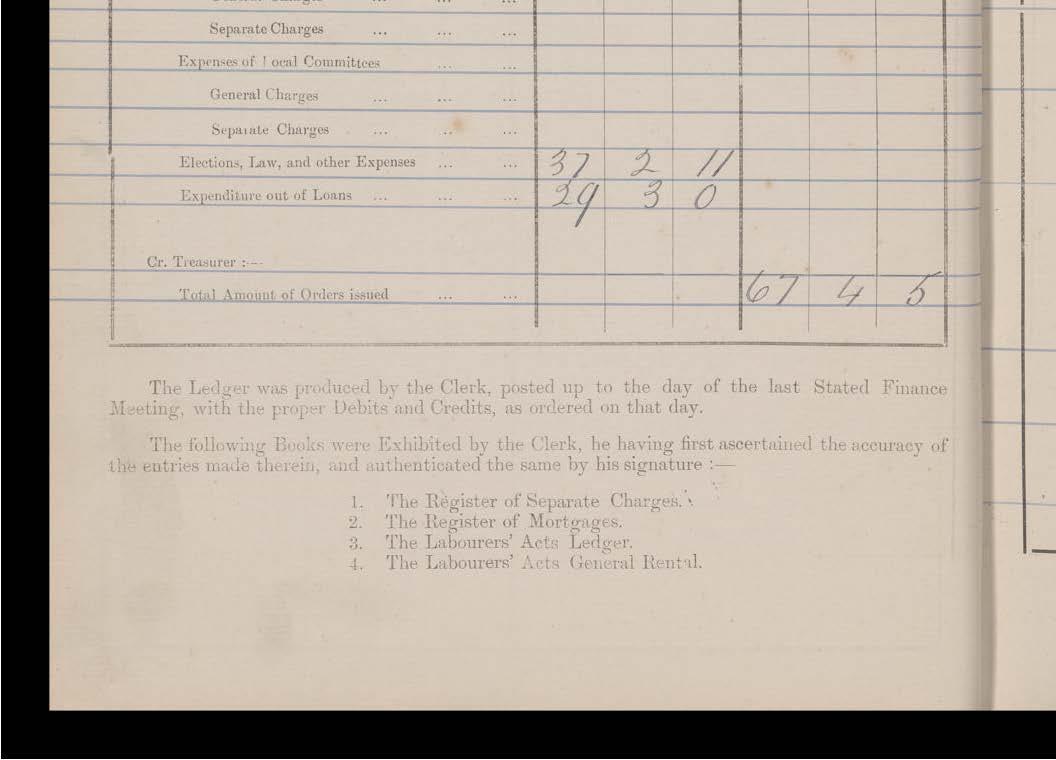 Separate Charges ... ... ...
Expenses of Local Committees ... ...
General Charges ... ... ...
Separate Charges ... .. ...
Elections, Law, and other Expenses ... ... 37 2 11
Expenditure out of Loans ... ... ... 29 3 0
Cr. Treasurer :—
Total Amount of Orders issued ... ... 67 4 5
The Ledger was produced by the Clerk, posted up to the day of the last Stated Finance
Meeting, with the proper Debits and Credits, as ordered on that day.
The following Books were Exhibited by the Clerk, he having first ascertained the accuracy of
the entries made therein, and authenticated the same by his signature :—
1. The Register of Separate Charges.
2. The Register of Mortgages.
3. The Labourers' Acts Ledger.
4. The Labourers' Acts General Rental.